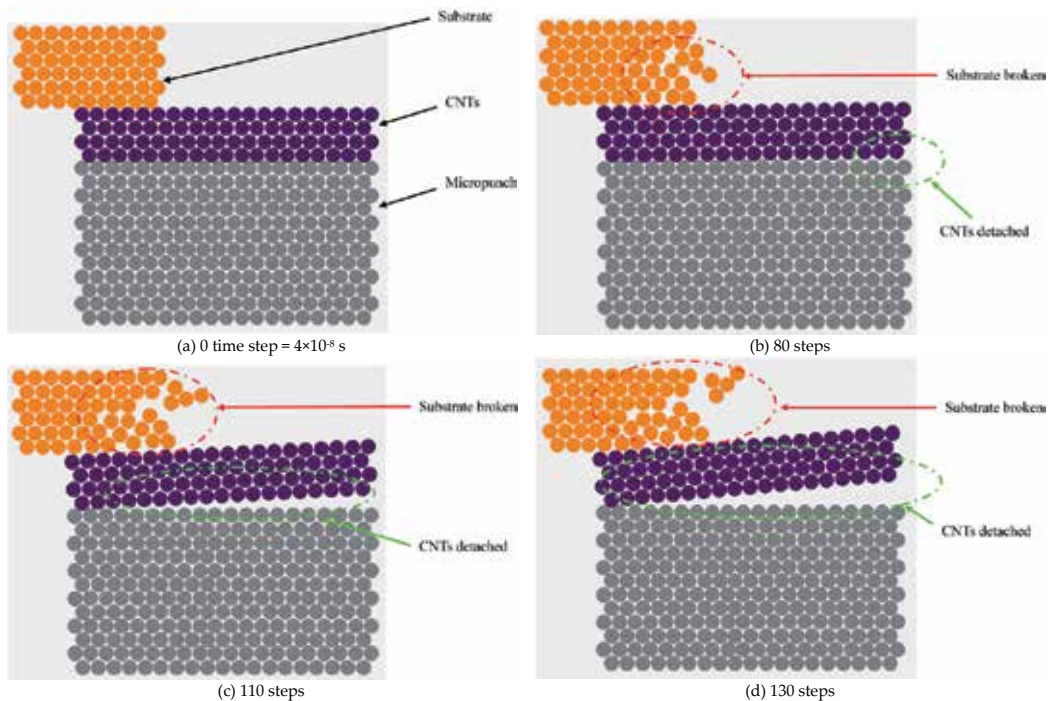 Substrate
CNTs
Micropunch
(a) 0 time step = 4×10⁻⁸ s
Substrate broken
CNTs detached
(b) 80 steps
Substrate broken
CNTs detached
(c) 110 steps
Substrate broken
CNTs detached
(d) 130 steps